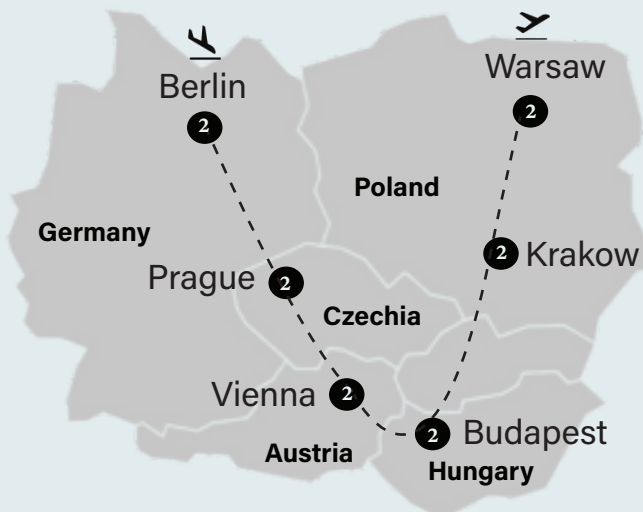 Berlin
2
Warsaw
2
Poland
Germany
2
Krakow
Prague
2
Czechia
Vienna
2
2
Budapest
Austria
Hungary